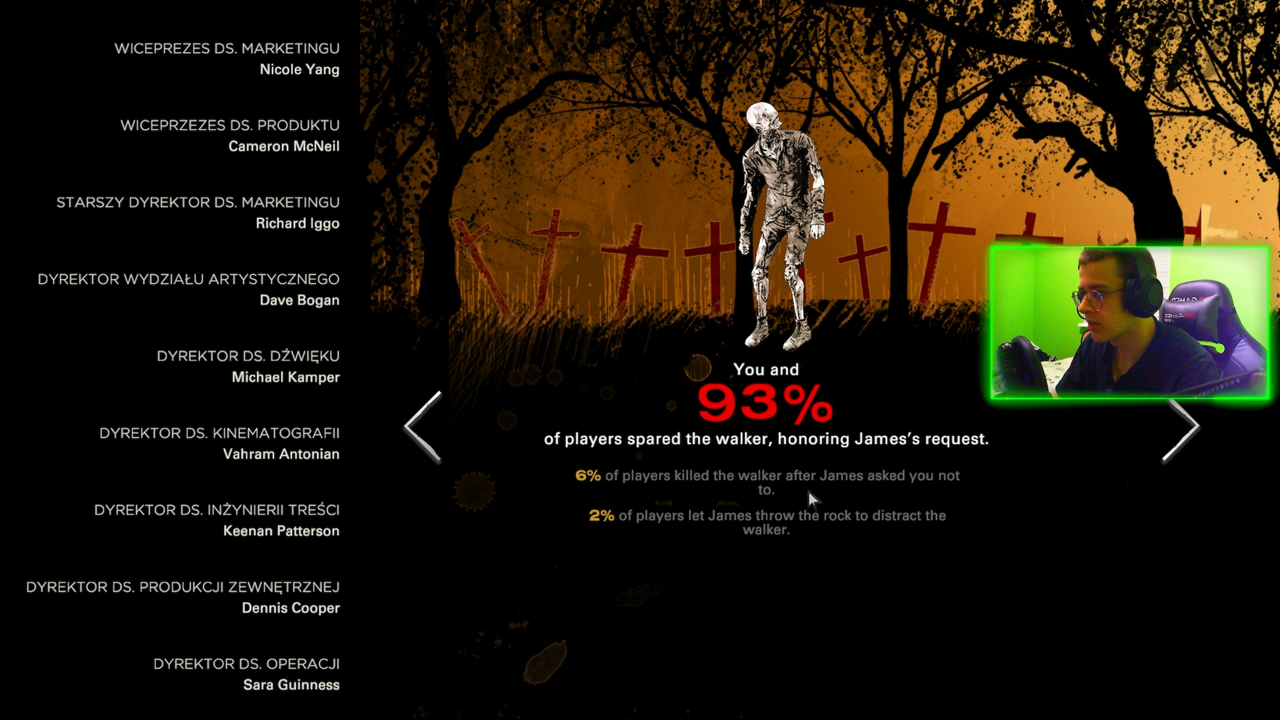 WICEPREZES DS. MARKETINGU
Nicole Yang
WICEPRZEZES DS. PRODUKTU
Cameron McNeil
STARSZY DYREKTOR DS. MARKETINGU
Richard Iggo
DYREKTOR WYDZIAŁU ARTYSTYCZNEGO
Dave Bogan
DYREKTOR DS. DŹWIĘKU
Michael Kamper
DYREKTOR DS. KINEMATOGRAFII
Vahram Antonian
DYREKTOR DS. INŻYNIERII TREŚCI
Keenan Patterson
DYREKTOR DS. PRODUKCJI ZEWNĘTRZNEJ
Dennis Cooper
DYREKTOR DS. OPERACJI
Sara Guinness
You and
93%
of players spared the walker, honoring James's request.
6% of players killed the walker after James asked you not
to.
2% of players let James throw the rock to distract the
walker.